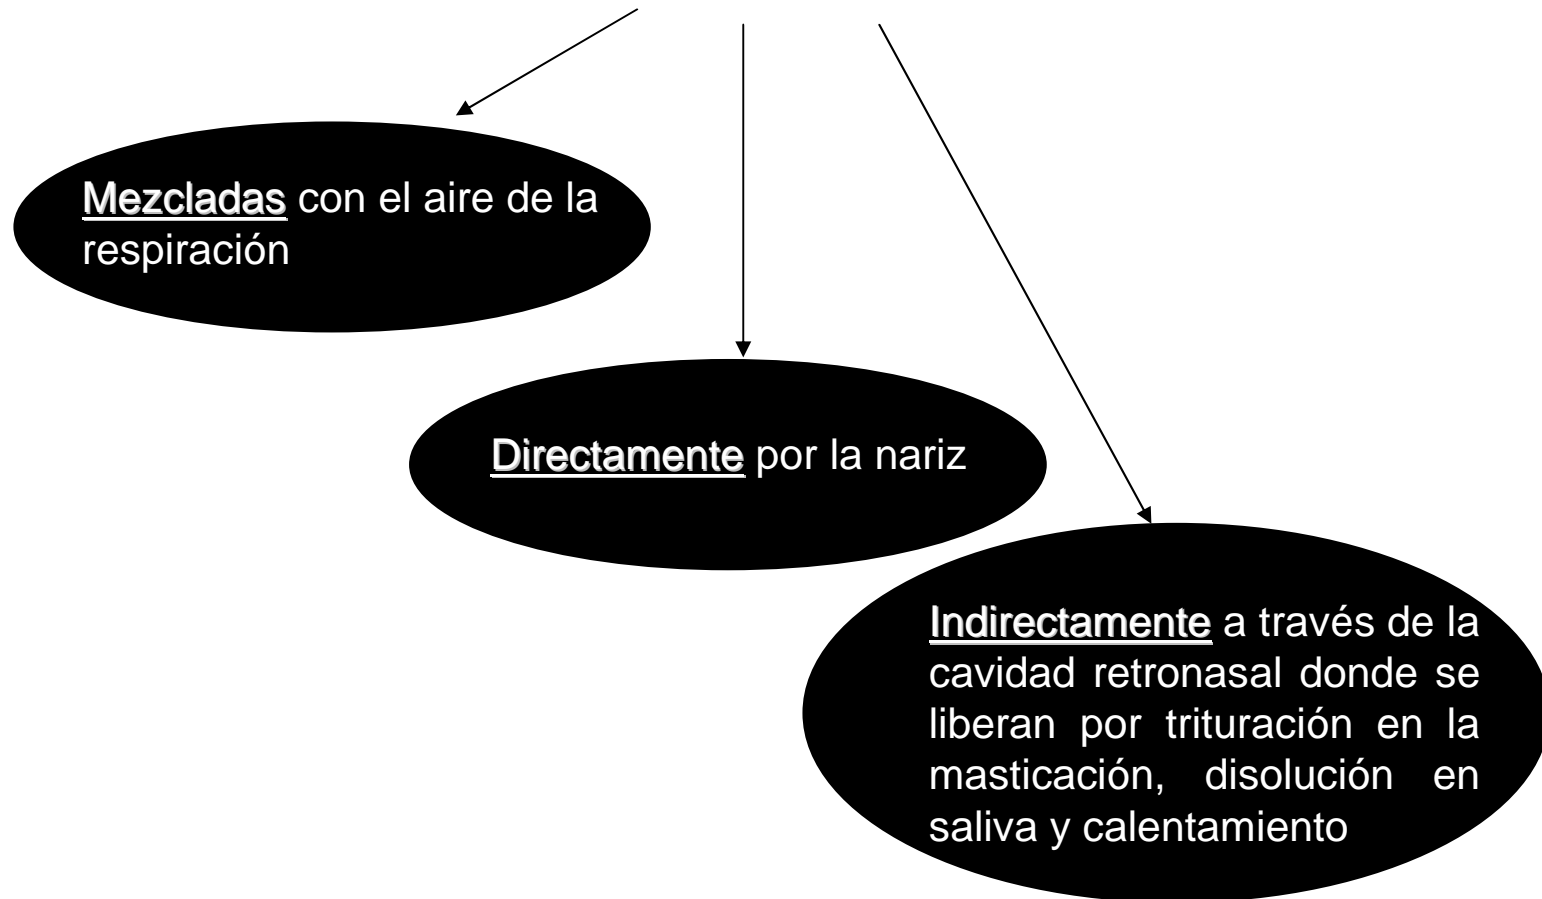 Mezcladas con el aire de la
respiración
Directamente por la nariz
Indirectamente a través de la
cavidad retronasal donde se
liberan por trituración en la
masticación, disolución en
saliva y calentamiento